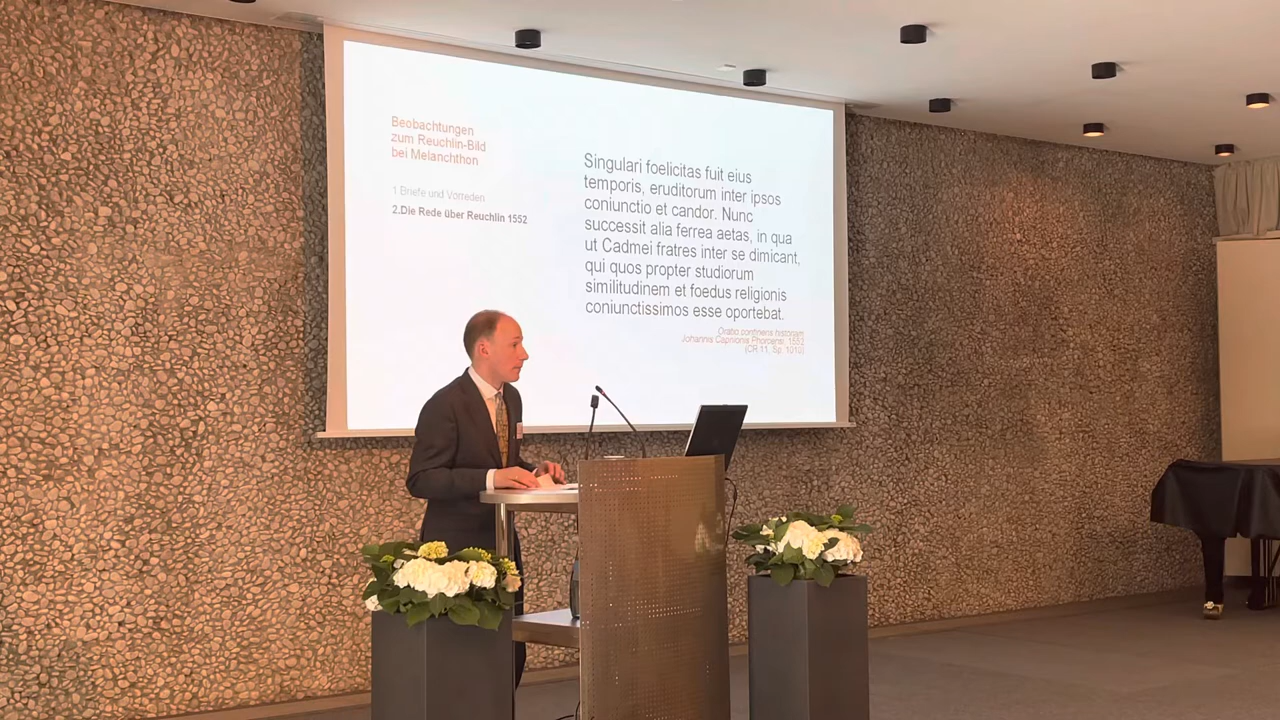 Beobachtungen
zum Reuchlin-Bild
bei Melanchthon
1 Briefe und Vorreden
2.Die Rede über Reuchlin 1552
Singulari foelicitas fuit eius
temporis, eruditorum inter ipsos
coniunctio et candor. Nunc
successit alia ferrea aetas, in qua
ut Cadmei fratres inter se dimicant,
qui quos propter studiorum
similitudinem et foedus religionis
coniunctissimos esse oportebat.
Oratio continens historiam
Johannis Capnionis Phorcensi, 1552
(CR 11, Sp. 1010)